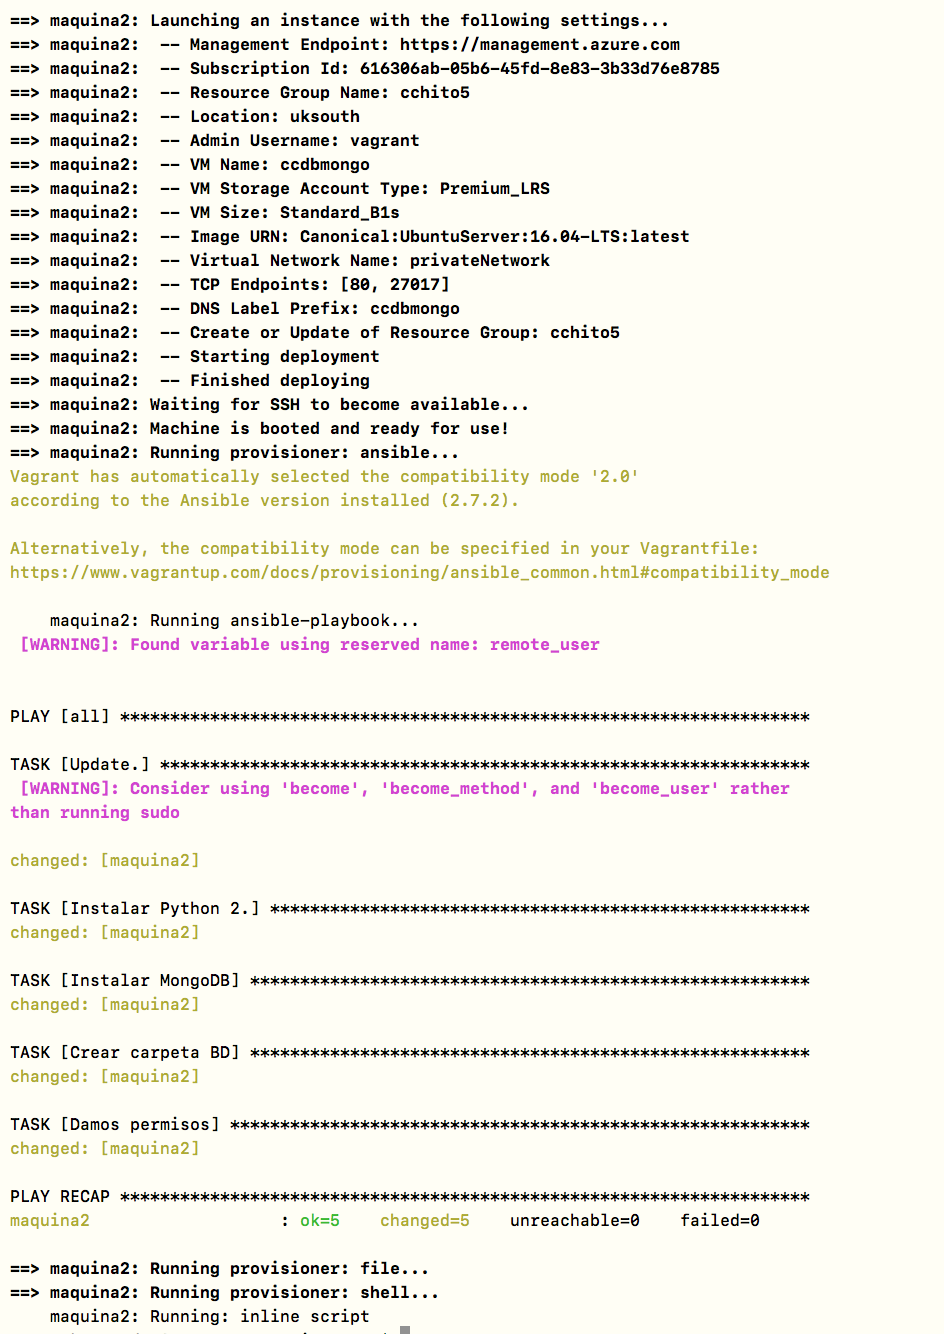 ==> maquina2: Launching an instance with the following settings...
==> maquina2:  -- Management Endpoint: https://management.azure.com
==> maquina2:  -- Subscription Id: 616306ab-05b6-45fd-8e83-3b33d76e8785
==> maquina2:  -- Resource Group Name: cchito5
==> maquina2:  -- Location: uksouth
==> maquina2:  -- Admin Username: vagrant
==> maquina2:  -- VM Name: ccdbmongo
==> maquina2:  -- VM Storage Account Type: Premium_LRS
==> maquina2:  -- VM Size: Standard_B1s
==> maquina2:  -- Image URN: Canonical:UbuntuServer:16.04-LTS:latest
==> maquina2:  -- Virtual Network Name: privateNetwork
==> maquina2:  -- TCP Endpoints: [80, 27017]
==> maquina2:  -- DNS Label Prefix: ccdbmongo
==> maquina2:  -- Create or Update of Resource Group: cchito5
==> maquina2:  -- Starting deployment
==> maquina2:  -- Finished deploying
==> maquina2: Waiting for SSH to become available...
==> maquina2: Machine is booted and ready for use!
==> maquina2: Running provisioner: ansible...
Vagrant has automatically selected the compatibility mode '2.0'
according to the Ansible version installed (2.7.2).
Alternatively, the compatibility mode can be specified in your Vagrantfile:
https://www.vagrantup.com/docs/provisioning/ansible_common.html#compatibility_mode
    maquina2: Running ansible-playbook...
 [WARNING]: Found variable using reserved name: remote_user
PLAY [all] *********************************************************************
TASK [Update.] *****************************************************************
 [WARNING]: Consider using 'become', 'become_method', and 'become_user' rather
than running sudo
changed: [maquina2]
TASK [Instalar Python 2.] ******************************************************
changed: [maquina2]
TASK [Instalar MongoDB] ********************************************************
changed: [maquina2]
TASK [Crear carpeta BD] ********************************************************
changed: [maquina2]
TASK [Damos permisos] **********************************************************
changed: [maquina2]
PLAY RECAP *********************************************************************
maquina2                   : ok=5    changed=5    unreachable=0    failed=0
==> maquina2: Running provisioner: file...
==> maquina2: Running provisioner: shell...
    maquina2: Running: inline script